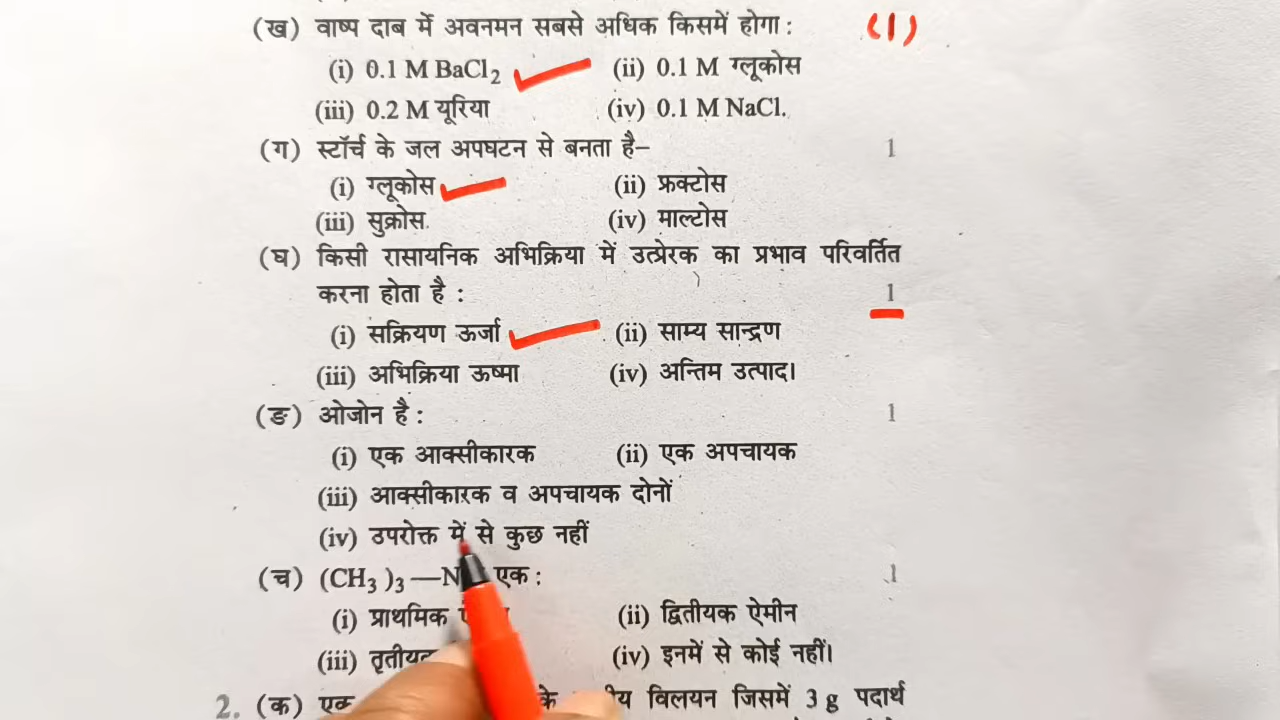 (ख) वाष्प दाब में अवनमन सबसे अधिक किसमें होगा : (1)
(i) 0.1 M BaCl₂ (ii) 0.1 M ग्लूकोस
(iii) 0.2 M यूरिया (iv) 0.1 M NaCl.
(ग) स्टॉर्च के जल अपघटन से बनता है– 1
(i) ग्लूकोस (ii) फ्रक्टोस
(iii) सुक्रोस (iv) माल्टोस
(घ) किसी रासायनिक अभिक्रिया में उत्प्रेरक का प्रभाव परिवर्तित
करना होता है : 1
(i) सक्रियण ऊर्जा (ii) साम्य सान्द्रण
(iii) अभिक्रिया ऊष्मा (iv) अन्तिम उत्पाद।
(ङ) ओजोन है : 1
(i) एक आक्सीकारक (ii) एक अपचायक
(iii) आक्सीकारक व अपचायक दोनों
(iv) उपरोक्त में से कुछ नहीं
(च) (CH₃)₃—N एक : 1
(i) प्राथमिक (ii) द्वितीयक ऐमीन
(iii) (iv) इनमें से कोई नहीं।
2. (क) एक के विलयन जिसमें 3 g पदार्थ